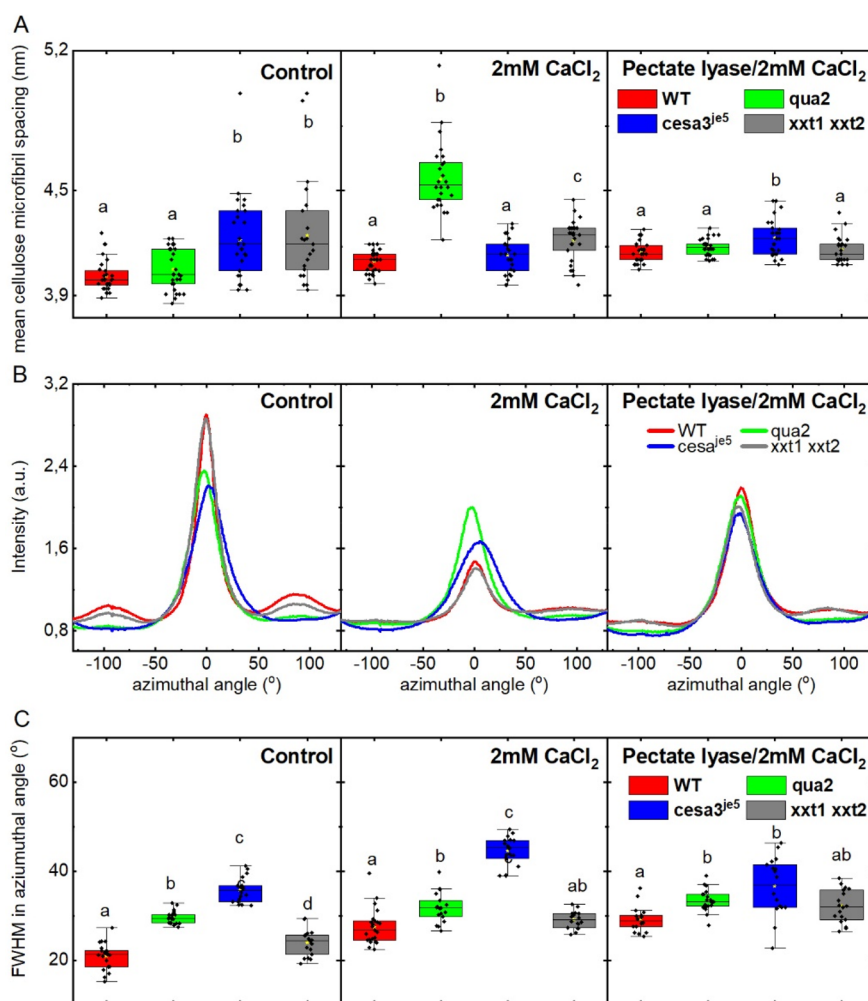 A
mean cellulose microfibril spacing (nm)
5,2
4,5
3,9
Control
2mM CaCl₂
Pectate lyase/2mM CaCl₂
WT
qua2
cesa3ʲᵉ⁵
xxt1 xxt2
a
a
b
b
a
b
a
c
a
a
b
a
B
Intensity (a.u.)
3,2
2,4
1,6
0,8
Control
2mM CaCl₂
Pectate lyase/2mM CaCl₂
WT
qua2
cesaʲᵉ⁵
xxt1 xxt2
-100 -50 0 50 100 -100 -50 0 50 100 -100 -50 0 50 100
azimuthal angle (°) azimuthal angle (°) azimuthal angle (°)
C
FWHM in aziumuthal angle (°)
60
40
20
Control
2mM CaCl₂
Pectate lyase/2mM CaCl₂
WT
qua2
cesa3ʲᵉ⁵
xxt1 xxt2
a
b
c
c
d
a
b
c
c
ab
a
b
b
ab